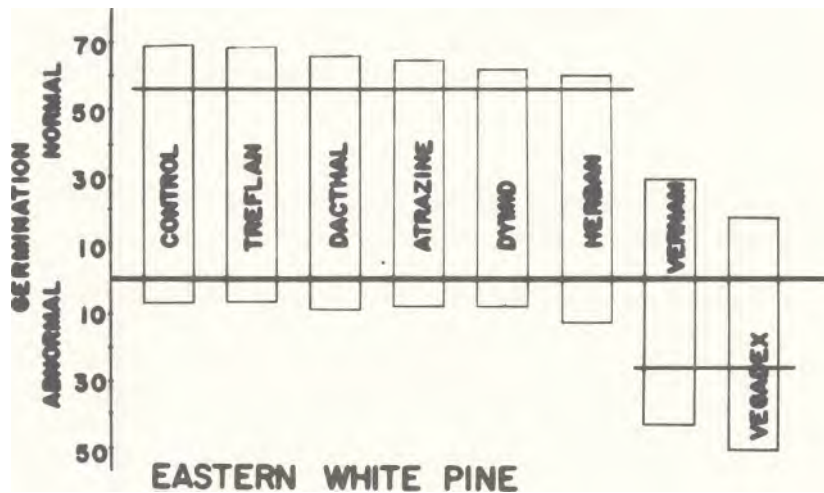 GERMINATION
NORMAL
ABNORMAL
70
50
30
10
10
30
50
CONTROL
TREFLAN
DACTHAL
ATRAZINE
DYMID
HERBAN
VERNAM
VEGADEX
EASTERN WHITE PINE